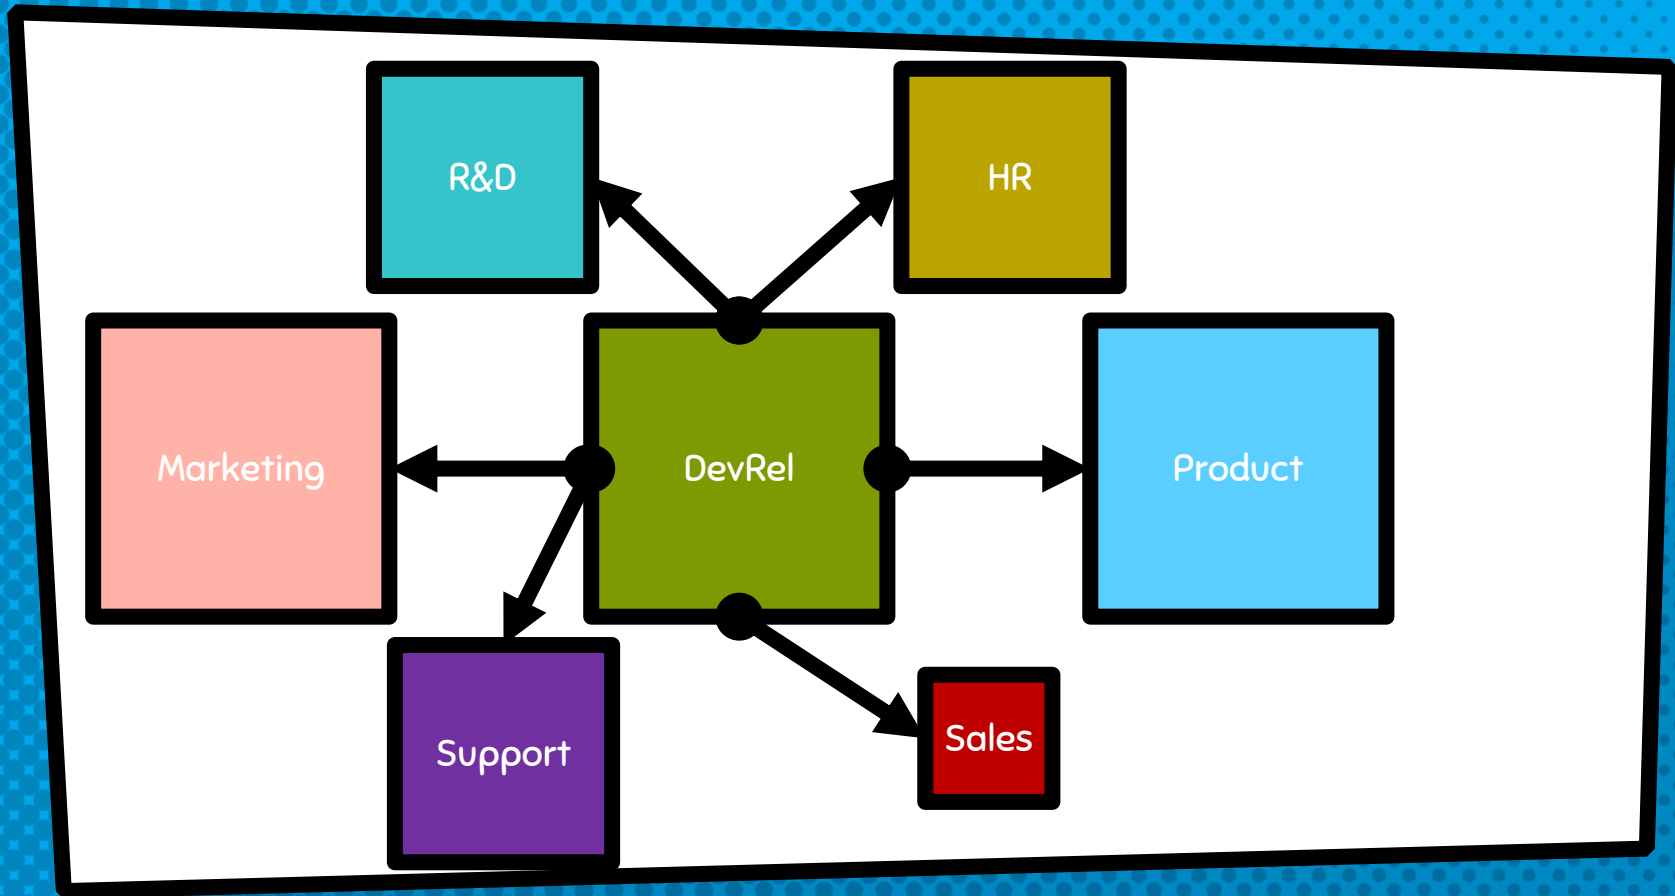 R&D
HR
Marketing
DevRel
Product
Support
Sales